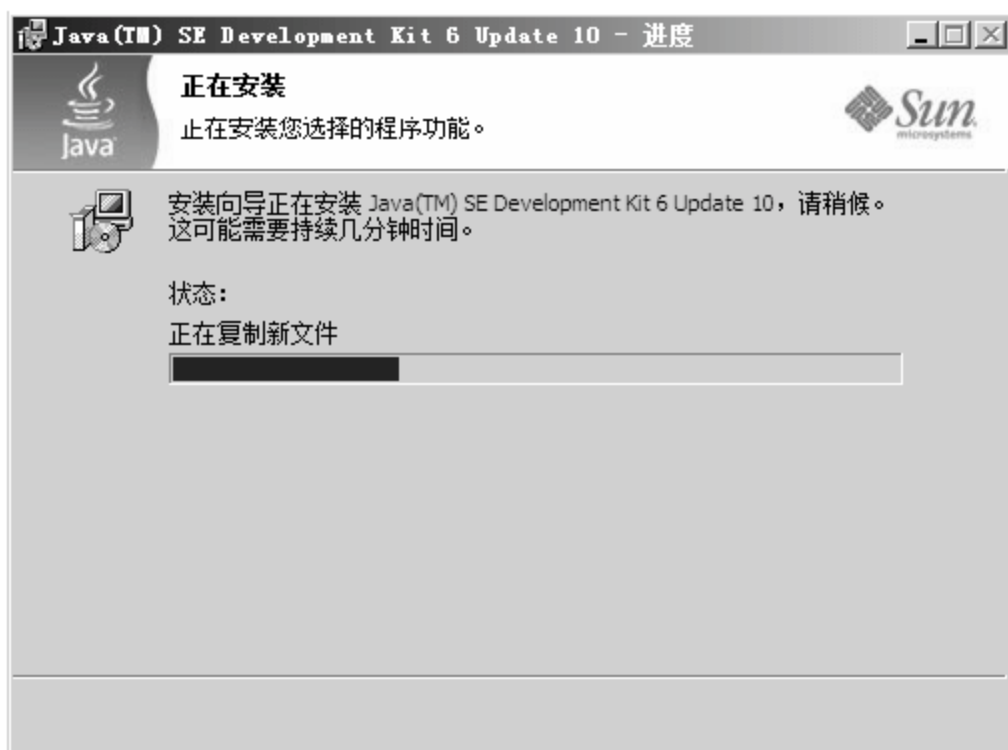 Java(TM) SE Development Kit 6 Update 10 - 进度
Java
正在安装
止在安装您选择的程序功能。
Sun
microsystems
安装向导正在安装 Java(TM) SE Development Kit 6 Update 10，请稍候。
这可能需要持续几分钟时间。
状态：
正在复制新文件